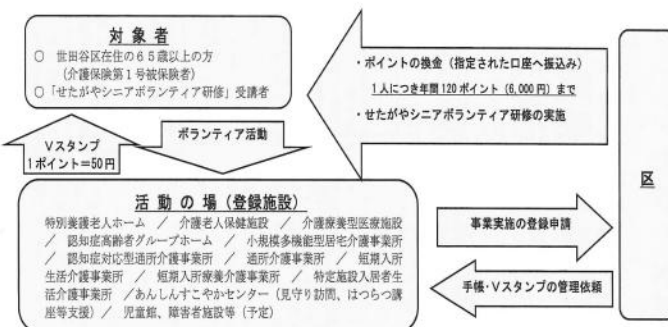 対 象 者
○ 世田谷区在住の65歳以上の方
(介護保険第1号被保険者)
○「せたがやシニアボランティア研修」受講者
・ポイントの換金(指定された口座へ振込み)
1人につき年間120ポイント(6,000円)まで
・せたがやシニアボランティア研修の実施
Vスタンプ
1ポイント=50円
ボランティア活動
区
活 動 の 場(登録施設)
特別養護老人ホーム / 介護老人保健施設 / 介護療養型医療施設
/ 認知症高齢者グループホーム / 小規模多機能型居宅介護事業所
/ 認知症対応型通所介護事業所 / 通所介護事業所 / 短期入所
生活介護事業所 / 短期入所療養介護事業所 / 特定施設入居者生
活介護事業所 /あんしんすこやかセンター(見守り訪問、はつらつ講
座等支援)/ 児童館、障害者施設等(予定)
事業実施の登録申請
手帳・Vスタンプの管理依頼